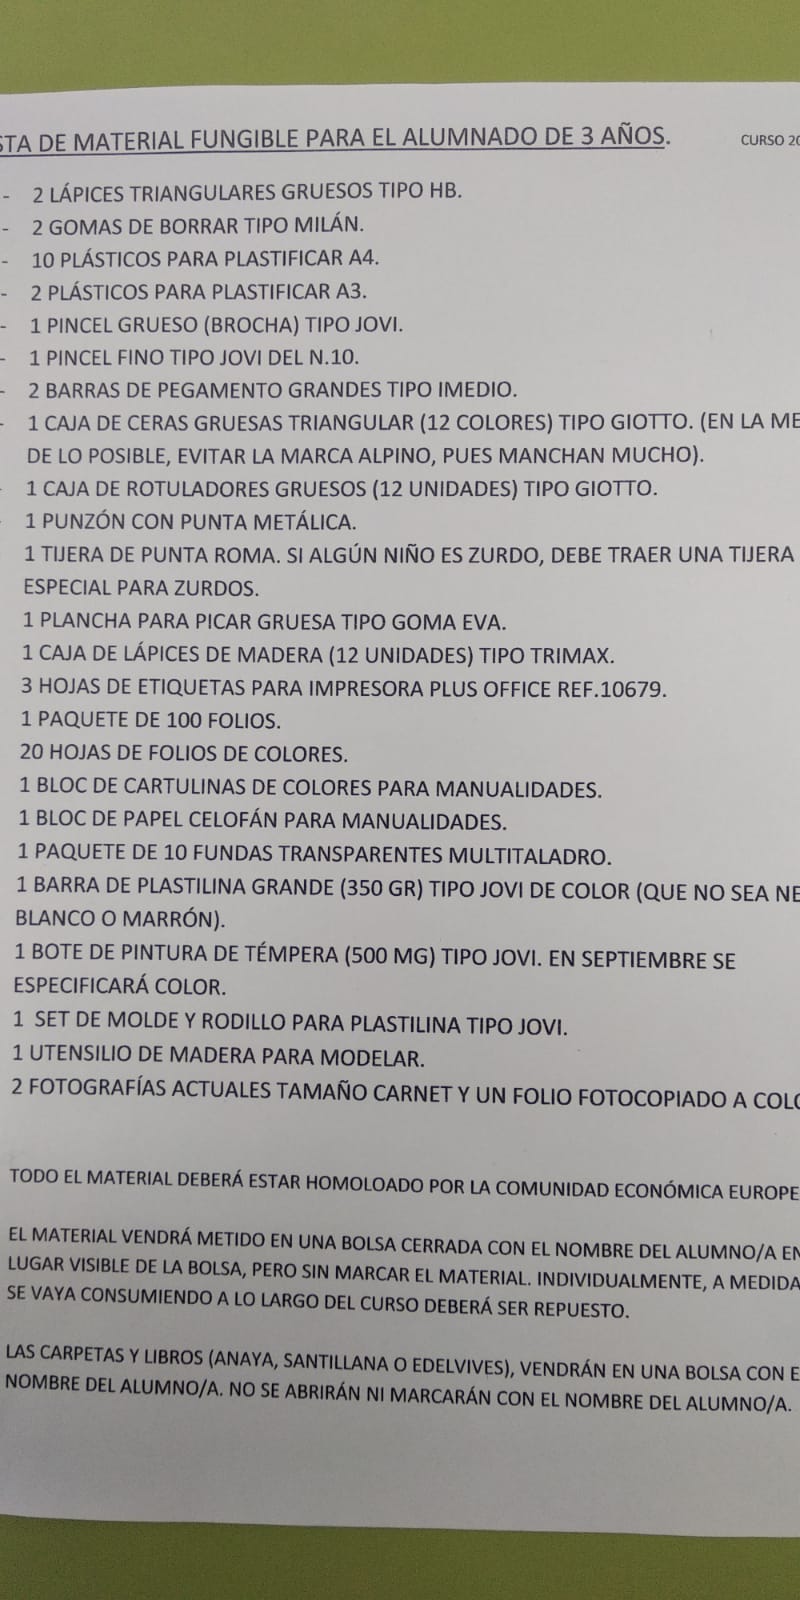 STA DE MATERIAL FUNGIBLE PARA EL ALUMNADO DE 3 AÑOS. CURSO 20
- 2 LÁPICES TRIANGULARES GRUESOS TIPO HB.
- 2 GOMAS DE BORRAR TIPO MILÁN.
- 10 PLÁSTICOS PARA PLASTIFICAR A4.
- 2 PLÁSTICOS PARA PLASTIFICAR A3.
- 1 PINCEL GRUESO (BROCHA) TIPO JOVI.
- 1 PINCEL FINO TIPO JOVI DEL N.10.
- 2 BARRAS DE PEGAMENTO GRANDES TIPO IMEDIO.
- 1 CAJA DE CERAS GRUESAS TRIANGULAR (12 COLORES) TIPO GIOTTO. (EN LA ME
DE LO POSIBLE, EVITAR LA MARCA ALPINO, PUES MANCHAN MUCHO).
- 1 CAJA DE ROTULADORES GRUESOS (12 UNIDADES) TIPO GIOTTO.
1 PUNZÓN CON PUNTA METÁLICA.
1 TIJERA DE PUNTA ROMA. SI ALGÚN NIÑO ES ZURDO, DEBE TRAER UNA TIJERA
ESPECIAL PARA ZURDOS.
1 PLANCHA PARA PICAR GRUESA TIPO GOMA EVA.
1 CAJA DE LÁPICES DE MADERA (12 UNIDADES) TIPO TRIMAX.
3 HOJAS DE ETIQUETAS PARA IMPRESORA PLUS OFFICE REF.10679.
1 PAQUETE DE 100 FOLIOS.
20 HOJAS DE FOLIOS DE COLORES.
1 BLOC DE CARTULINAS DE COLORES PARA MANUALIDADES.
1 BLOC DE PAPEL CELOFÁN PARA MANUALIDADES.
1 PAQUETE DE 10 FUNDAS TRANSPARENTES MULTITALADRO.
1 BARRA DE PLASTILINA GRANDE (350 GR) TIPO JOVI DE COLOR (QUE NO SEA NE
BLANCO O MARRÓN).
1 BOTE DE PINTURA DE TÉMPERA (500 MG) TIPO JOVI. EN SEPTIEMBRE SE
ESPECIFICARÁ COLOR.
1 SET DE MOLDE Y RODILLO PARA PLASTILINA TIPO JOVI.
1 UTENSILIO DE MADERA PARA MODELAR.
2 FOTOGRAFÍAS ACTUALES TAMAÑO CARNET Y UN FOLIO FOTOCOPIADO A COLO
TODO EL MATERIAL DEBERÁ ESTAR HOMOLOADO POR LA COMUNIDAD ECONÓMICA EUROPE
EL MATERIAL VENDRÁ METIDO EN UNA BOLSA CERRADA CON EL NOMBRE DEL ALUMNO/A EN
LUGAR VISIBLE DE LA BOLSA, PERO SIN MARCAR EL MATERIAL. INDIVIDUALMENTE, A MEDIDA
SE VAYA CONSUMIENDO A LO LARGO DEL CURSO DEBERÁ SER REPUESTO.
LAS CARPETAS Y LIBROS (ANAYA, SANTILLANA O EDELVIVES), VENDRÁN EN UNA BOLSA CON E
NOMBRE DEL ALUMNO/A. NO SE ABRIRÁN NI MARCARÁN CON EL NOMBRE DEL ALUMNO/A.